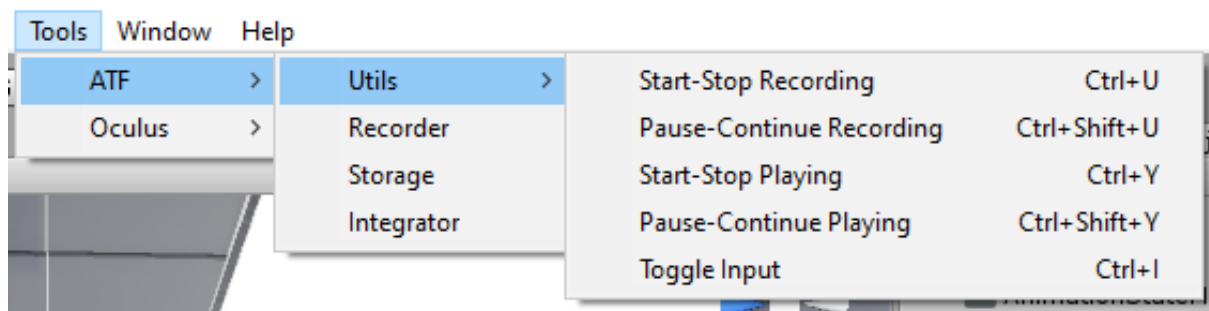 Tools Window Help
ATF
Oculus
Utils
Recorder
Storage
Integrator
Start-Stop Recording Ctrl+U
Pause-Continue Recording Ctrl+Shift+U
Start-Stop Playing Ctrl+Y
Pause-Continue Playing Ctrl+Shift+Y
Toggle Input Ctrl+I